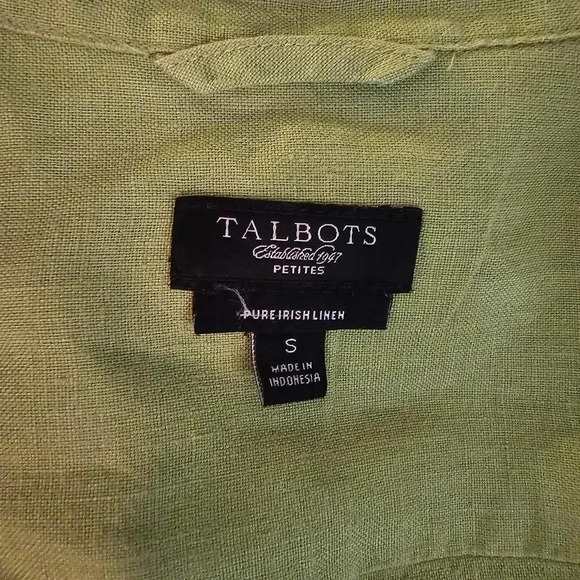 TALBOTS
Established 1947
PETITES
PURE IRISH LINEN
S
MADE IN
INDONESIA